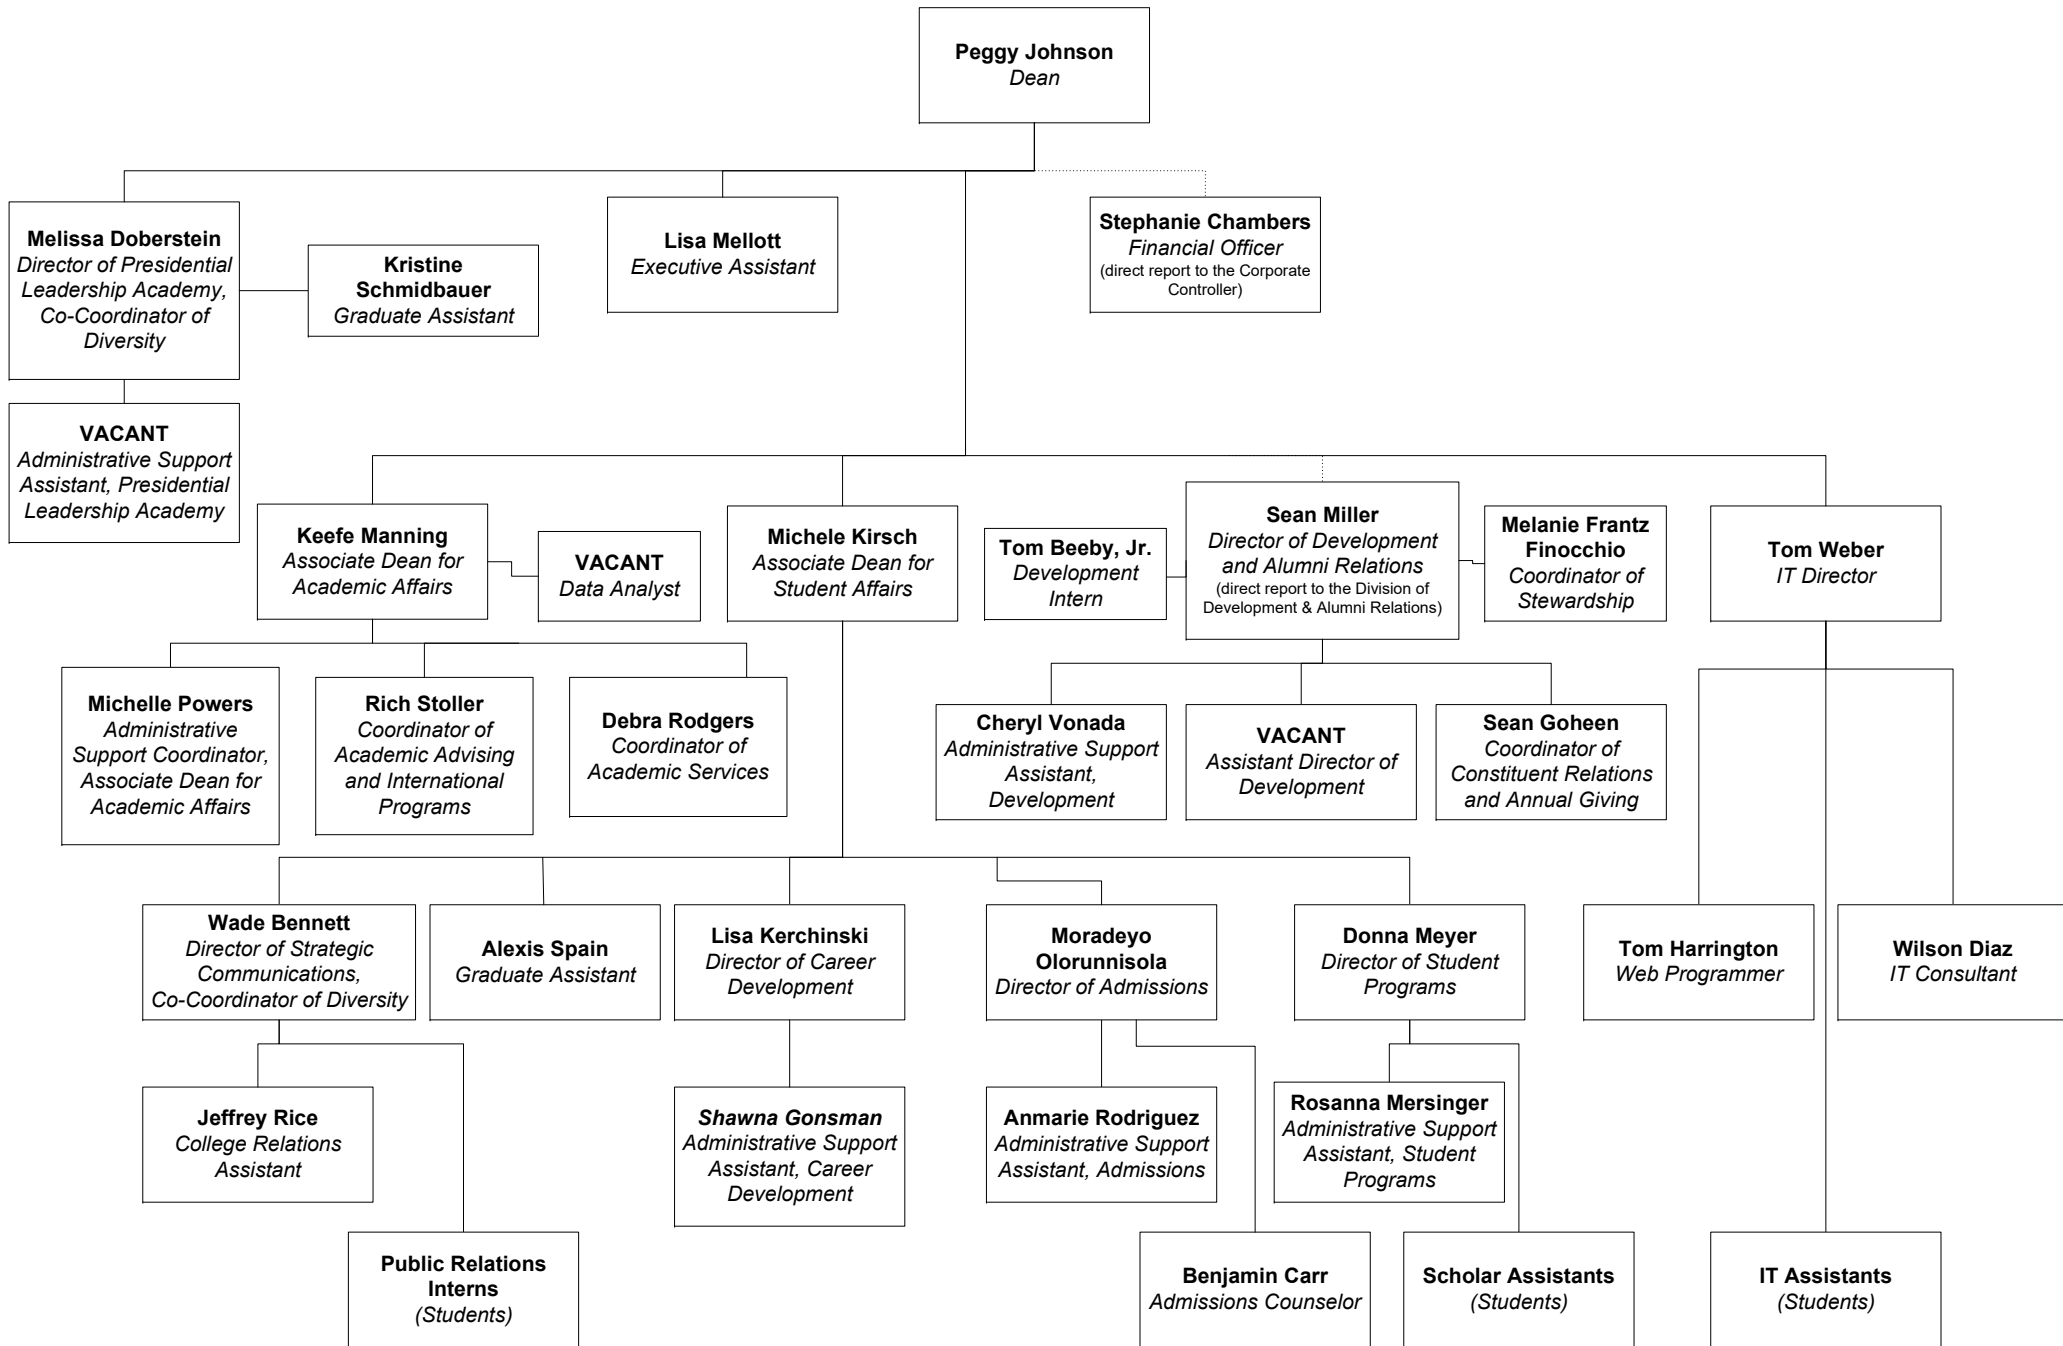 Peggy Johnson
Dean
Melissa Doberstein
Director of Presidential
Leadership Academy,
Co-Coordinator of
Diversity
Kristine
Schmidbauer
Graduate Assistant
Lisa Mellott
Executive Assistant
Stephanie Chambers
Financial Officer
(direct report to the Corporate
Controller)
VACANT
Administrative Support
Assistant, Presidential
Leadership Academy
Keefe Manning
Associate Dean for
Academic Affairs
VACANT
Data Analyst
Michele Kirsch
Associate Dean for
Student Affairs
Tom Beeby, Jr.
Development
Intern
Sean Miller
Director of Development
and Alumni Relations
(direct report to the Division of
Development & Alumni Relations)
Melanie Frantz
Finocchio
Coordinator of
Stewardship
Tom Weber
IT Director
Michelle Powers
Administrative
Support Coordinator,
Associate Dean for
Academic Affairs
Rich Stoller
Coordinator of
Academic Advising
and International
Programs
Debra Rodgers
Coordinator of
Academic Services
Cheryl Vonada
Administrative Support
Assistant,
Development
VACANT
Assistant Director of
Development
Sean Goheen
Coordinator of
Constituent Relations
and Annual Giving
Wade Bennett
Director of Strategic
Communications,
Co-Coordinator of Diversity
Alexis Spain
Graduate Assistant
Lisa Kerchinski
Director of Career
Development
Moradeyo
Olorunnisola
Director of Admissions
Donna Meyer
Director of Student
Programs
Tom Harrington
Web Programmer
Wilson Diaz
IT Consultant
Jeffrey Rice
College Relations
Assistant
Shawna Gonsman
Administrative Support
Assistant, Career
Development
Anmarie Rodriguez
Administrative Support
Assistant, Admissions
Rosanna Mersinger
Administrative Support
Assistant, Student
Programs
Public Relations
Interns
(Students)
Benjamin Carr
Admissions Counselor
Scholar Assistants
(Students)
IT Assistants
(Students)